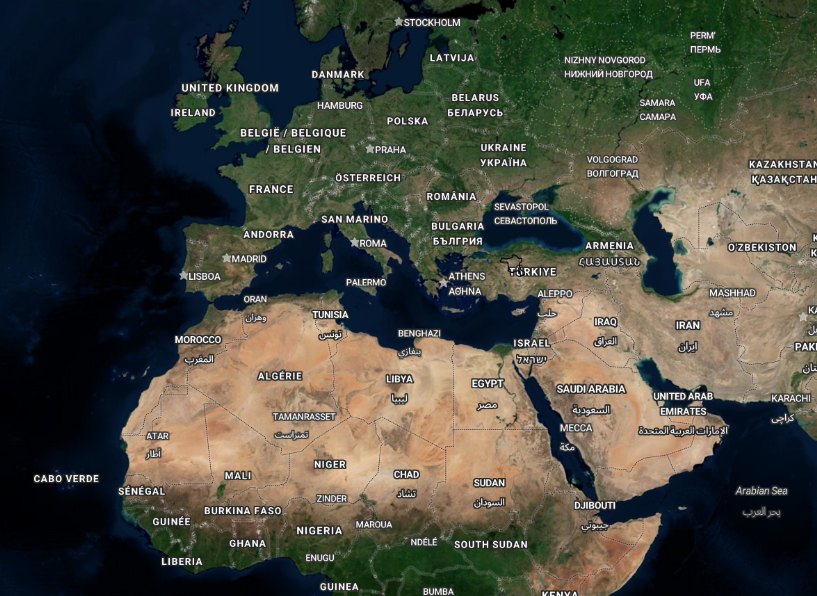 STOCKHOLM
PERM'
ПЕРМЬ
LATVIJA
NIZHNY NOVGOROD
НИЖНИЙ НОВГОРОД
DANMARK
UFA
УФА
UNITED KINGDOM
HAMBURG
BELARUS
БЕЛАРУСЬ
SAMARA
САМАРА
IRELAND
POLSKA
BELGIË / BELGIQUE
/ BELGIEN
PRAHA
UKRAINE
УКРАЇНА
VOLGOGRAD
ВОЛГОГРАД
KAZAKHSTAN
ҚАЗАҚСТАН
ÖSTERREICH
FRANCE
ROMÂNIA
SEVASTOPOL
СЕВАСТОПОЛЬ
SAN MARINO
BULGARIA
БЪЛГРИЯ
ANDORRA
ROMA
ARMENIA
ՀԱՅԱՍՏԱՆ
O'ZBEKISTON
MADRID
LISBOA
PALERMO
ATHENS
ΑΘΗΝΑ
TÜRKIYE
ALEPPO
حلب
MASHHAD
مشهد
ORAN
وهران
TUNISIA
تونس
IRAQ
العراق
IRAN
ایران
KA
PAK
MOROCCO
المغرب
BENGHAZI
بنغازي
ISRAEL
ישראל
ALGÉRIE
LIBYA
ليبيا
EGYPT
مصر
SAUDI ARABIA
السعودية
UNITED ARAB
EMIRATES
الإمارات العربية المتحدة
KARACHI
کراچی
TAMANRASSET
تمنراست
MECCA
مكة
ATAR
أطار
CABO VERDE
SÉNÉGAL
MALI
NIGER
CHAD
تشاد
SUDAN
السودان
Arabian Sea
بحر العرب
ZINDER
BURKINA FASO
DJIBOUTI
جيبوتي
GUINÉE
NIGERIA
MAROUA
GHANA
NDÉLÉ
SOUTH SUDAN
LIBERIA
ENUGU
GUINEA
BUMBA
KENYA